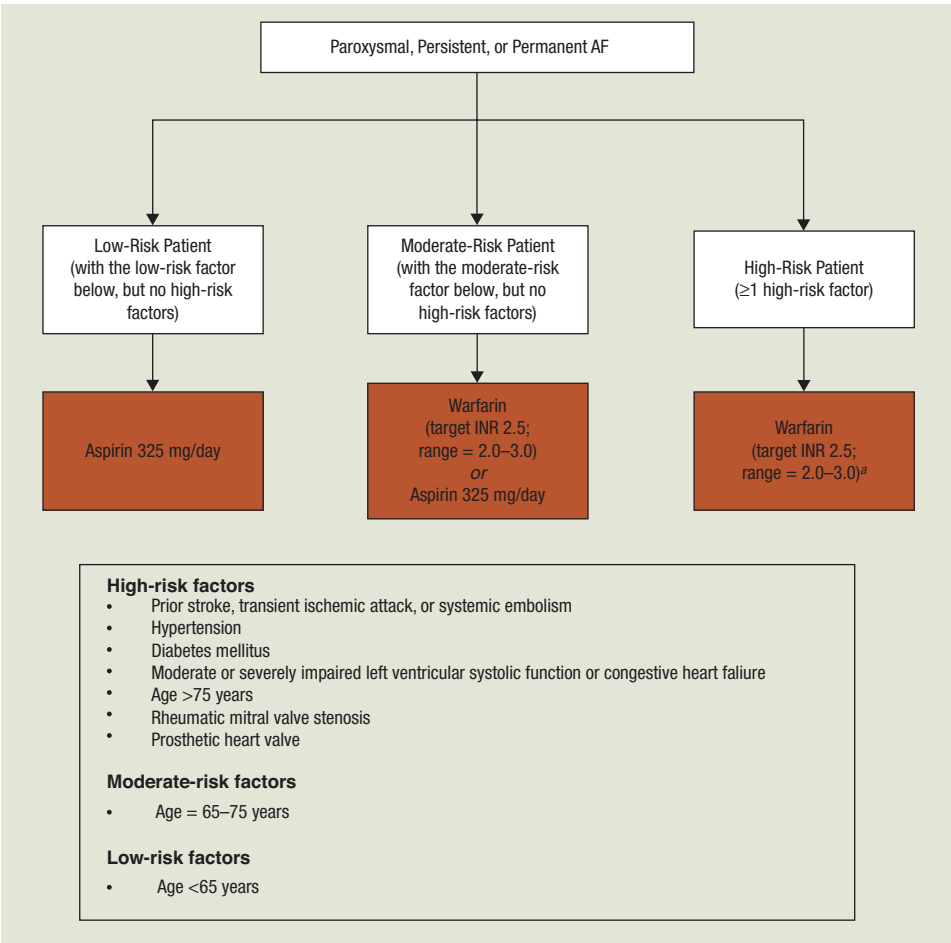 Paroxysmal, Persistent, or Permanent AF
Low-Risk Patient
(with the low-risk factor
below, but no high-risk
factors)
Moderate-Risk Patient
(with the moderate-risk
factor below, but no
high-risk factors)
High-Risk Patient
(≥1 high-risk factor)
Aspirin 325 mg/day
Warfarin
(target INR 2.5;
range = 2.0–3.0)
or
Aspirin 325 mg/day
Warfarin
(target INR 2.5;
range = 2.0–3.0)a
High-risk factors
• Prior stroke, transient ischemic attack, or systemic embolism
• Hypertension
• Diabetes mellitus
• Moderate or severely impaired left ventricular systolic function or congestive heart faliure
• Age >75 years
• Rheumatic mitral valve stenosis
• Prosthetic heart valve
Moderate-risk factors
• Age = 65–75 years
Low-risk factors
• Age <65 years